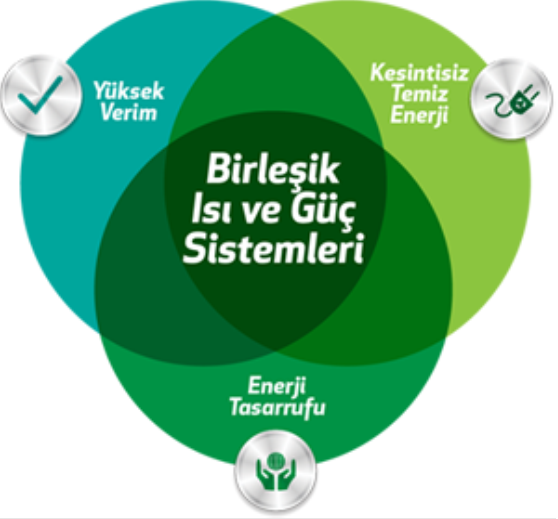 Yüksek
Verim
Kesintisiz
Temiz
Enerji
Birleşik
Isı ve Güç
Sistemleri
Enerji
Tasarrufu